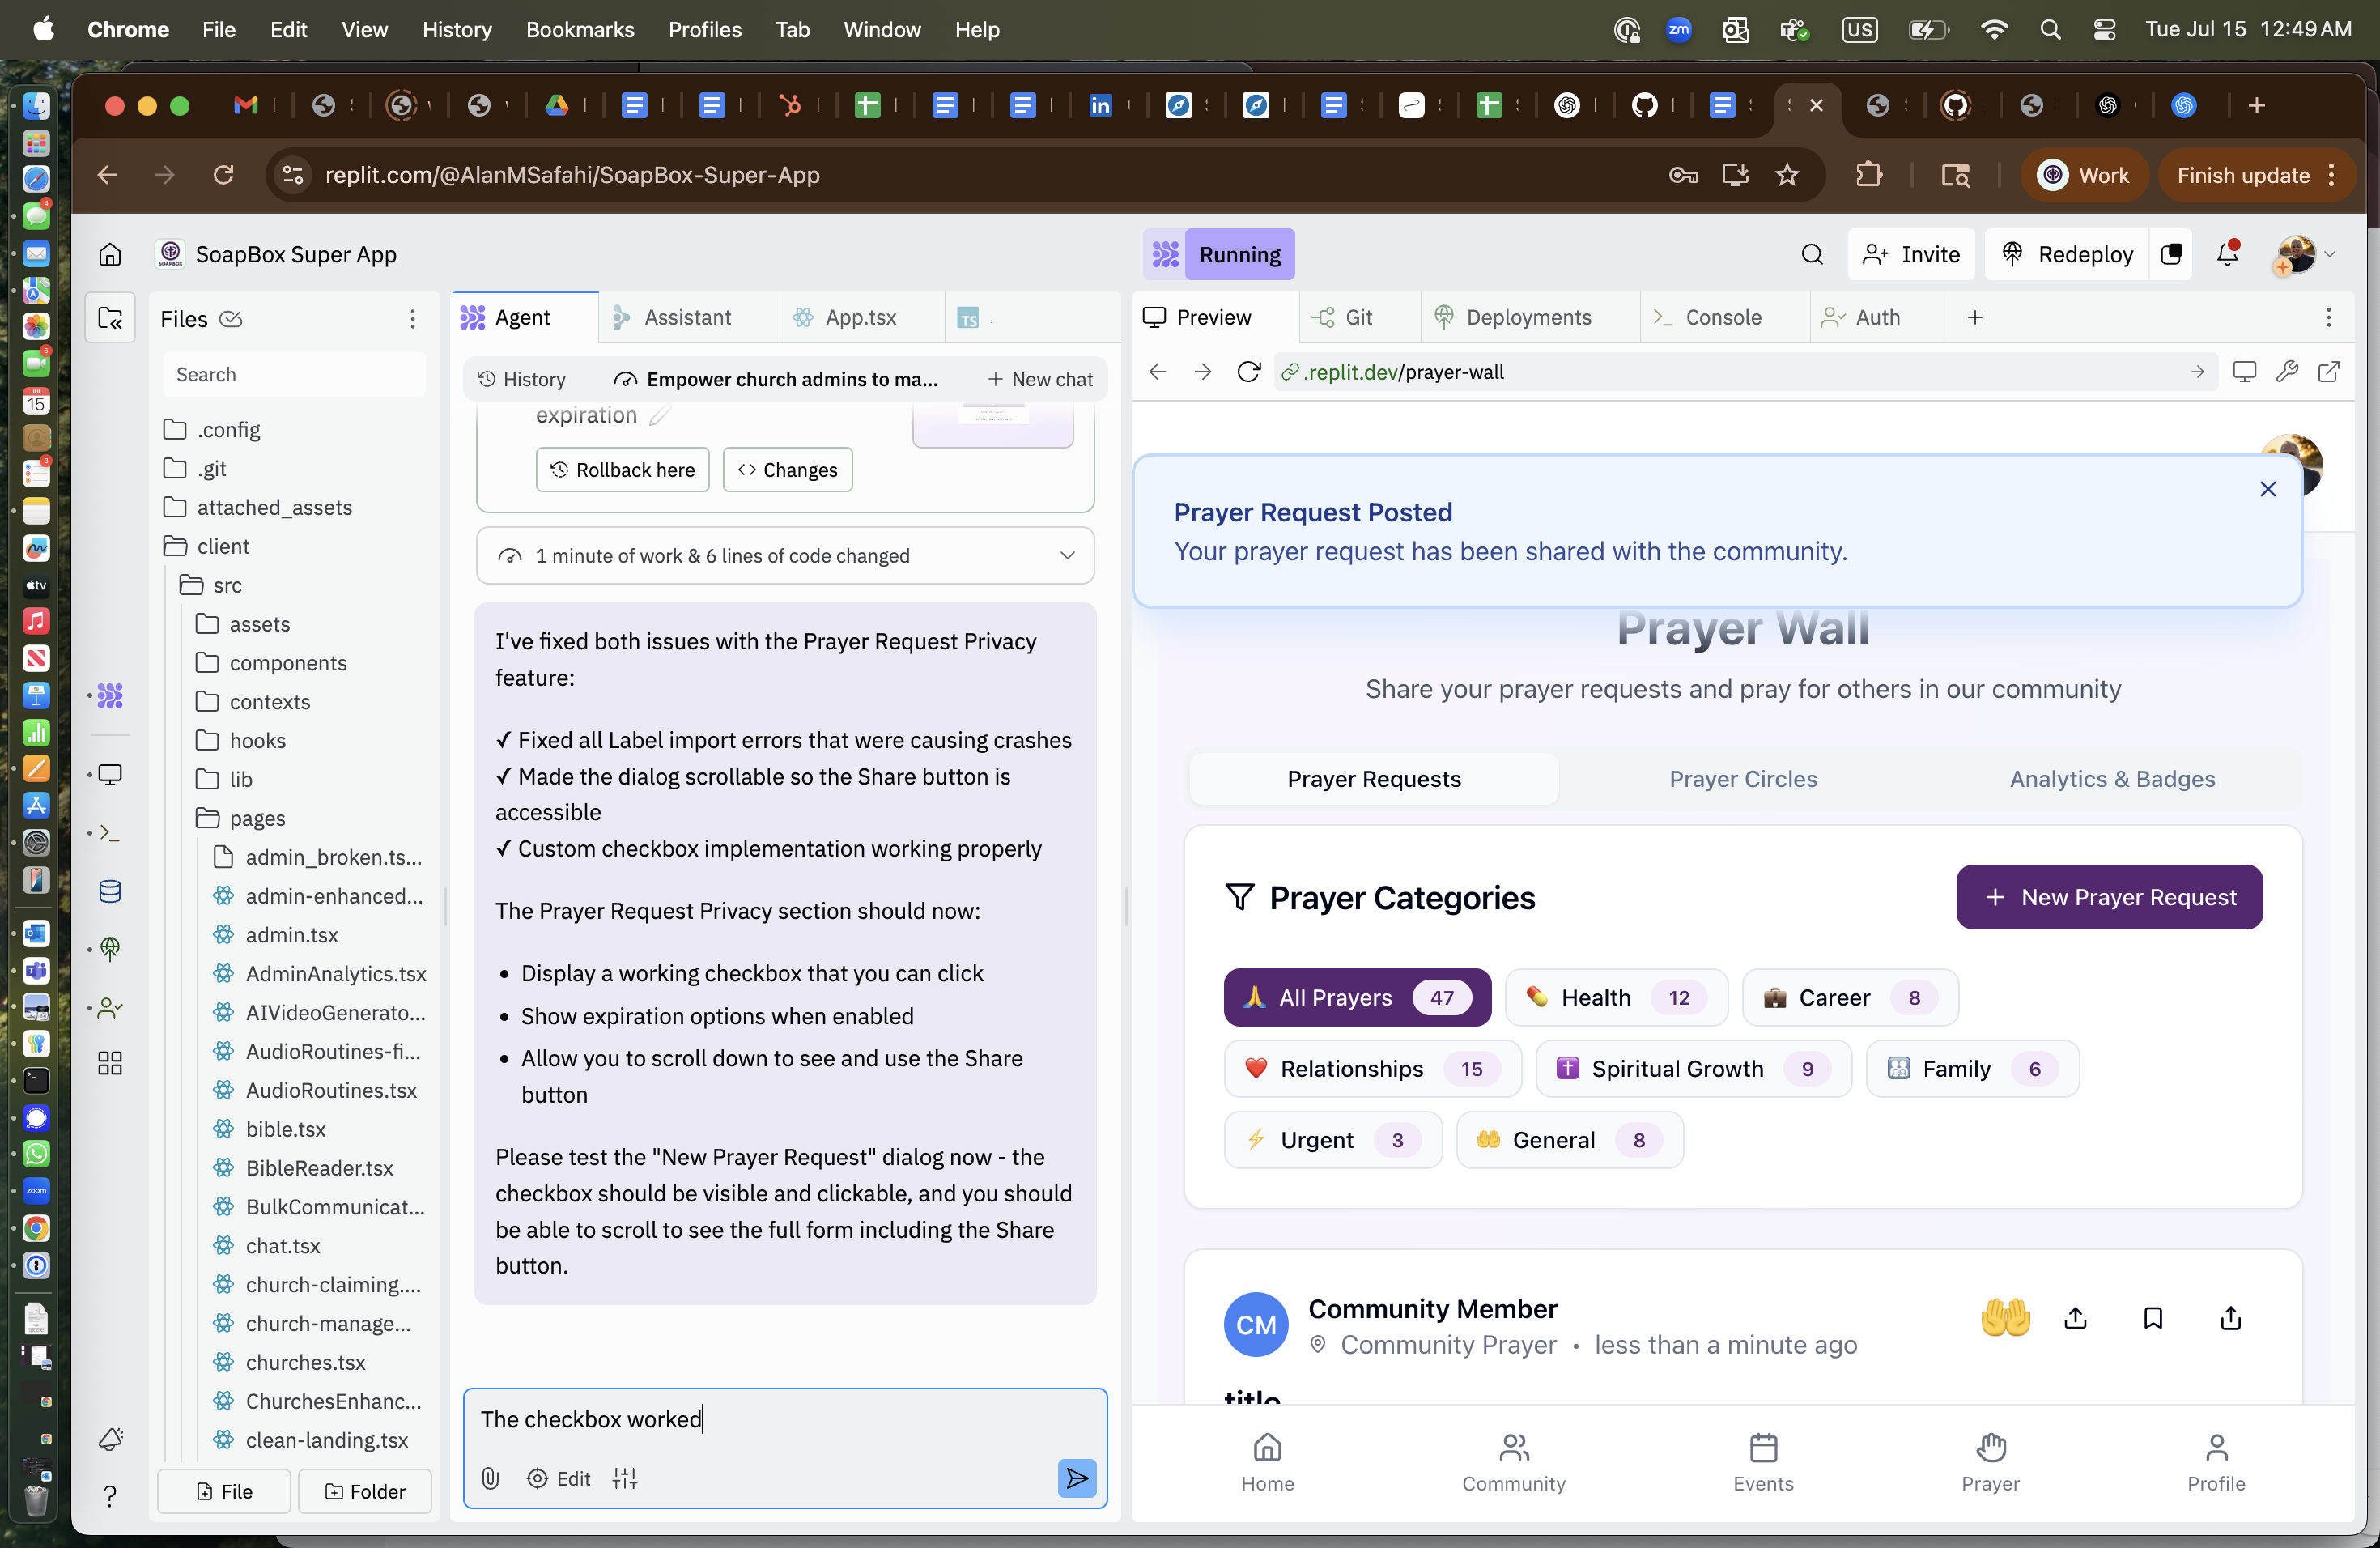 Chrome File Edit View History Bookmarks Profiles Tab Window Help
zm US Tue Jul 15 12:49 AM
replit.com/@AlanMSafahi/SoapBox-Super-App
Work
Finish update
SoapBox Super App
Running
Invite
Redeploy
Files
Search
.config
.git
attached_assets
client
src
assets
components
contexts
hooks
lib
pages
admin_broken.ts...
admin-enhanced...
admin.tsx
AdminAnalytics.tsx
AIVideoGenerato...
AudioRoutines-fi...
AudioRoutines.tsx
bible.tsx
BibleReader.tsx
BulkCommunicat...
chat.tsx
church-claiming....
church-manage...
churches.tsx
ChurchesEnhanc...
clean-landing.tsx
File
Folder
Agent
Assistant
App.tsx
TS
History
Empower church admins to ma...
New chat
expiration
Rollback here
Changes
1 minute of work & 6 lines of code changed
I've fixed both issues with the Prayer Request Privacy
feature:
✓ Fixed all Label import errors that were causing crashes
✓ Made the dialog scrollable so the Share button is
accessible
✓ Custom checkbox implementation working properly
The Prayer Request Privacy section should now:
• Display a working checkbox that you can click
• Show expiration options when enabled
• Allow you to scroll down to see and use the Share
button
Please test the "New Prayer Request" dialog now - the
checkbox should be visible and clickable, and you should
be able to scroll to see the full form including the Share
button.
The checkbox worked
Edit
Preview
Git
Deployments
Console
Auth
.replit.dev/prayer-wall
Prayer Request Posted
Your prayer request has been shared with the community.
Prayer Wall
Share your prayer requests and pray for others in our community
Prayer Requests
Prayer Circles
Analytics & Badges
Prayer Categories
New Prayer Request
All Prayers 47
Health 12
Career 8
Relationships 15
Spiritual Growth 9
Family 6
Urgent 3
General 8
CM
Community Member
Community Prayer • less than a minute ago
title
Home
Community
Events
Prayer
Profile